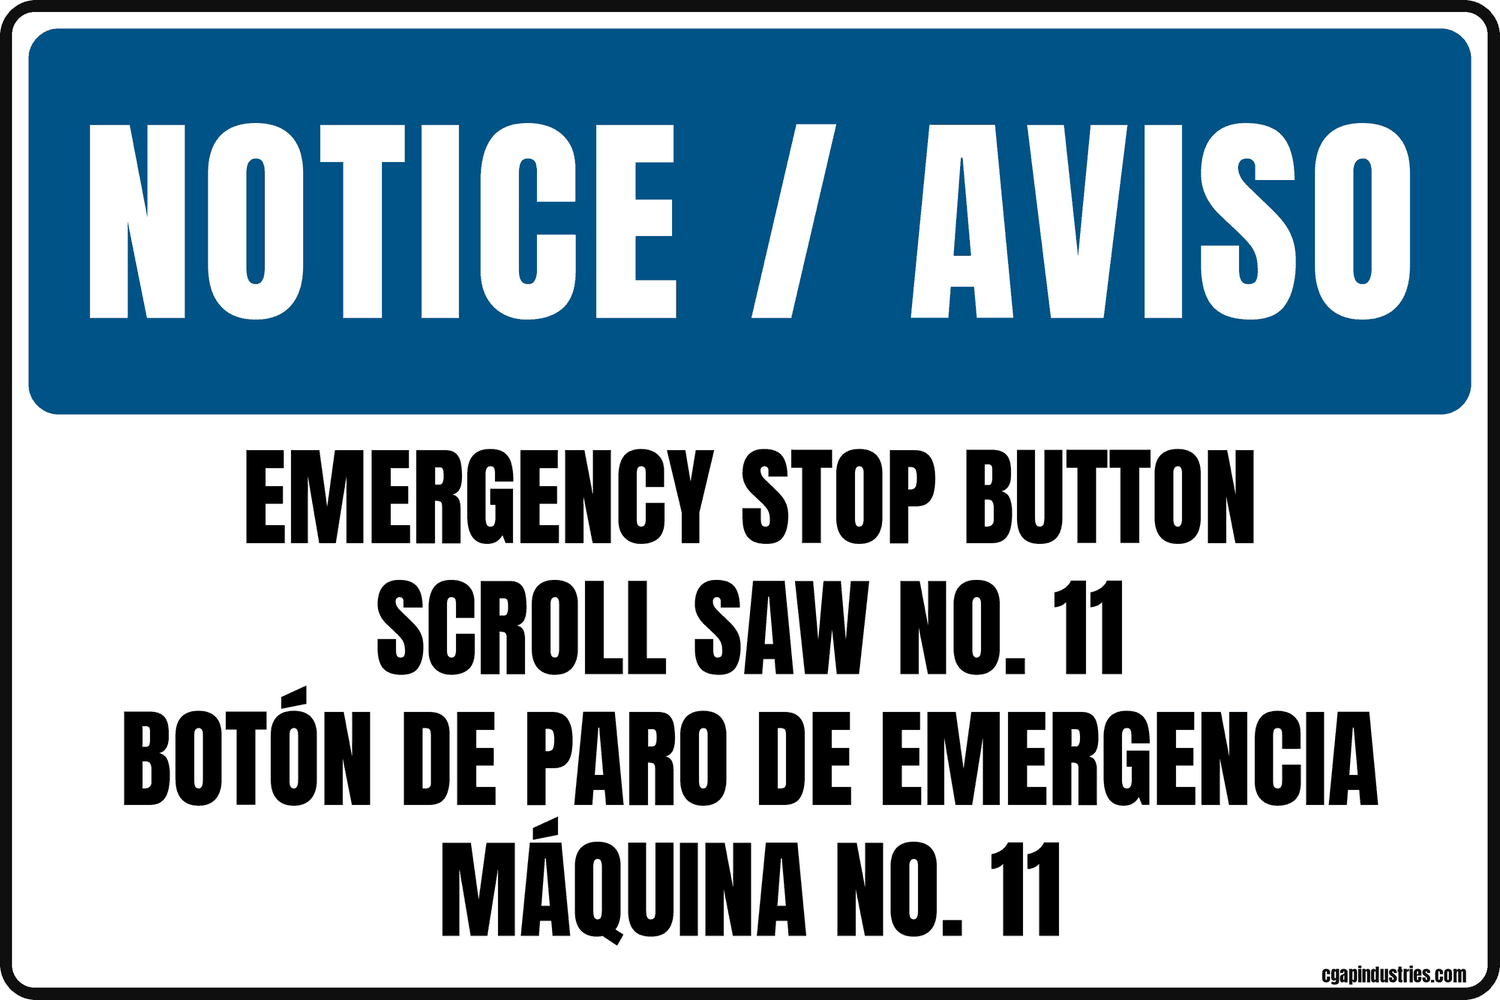 NOTICE / AVISO
EMERGENCY STOP BUTTON
SCROLL SAW NO. 11
BOTÓN DE PARO DE EMERGENCIA
MÁQUINA NO. 11
cgapindustries.com